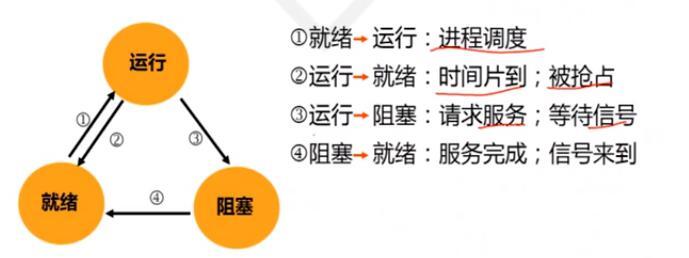 运行
①
②
③
就绪
④
阻塞
①就绪→运行：进程调度
②运行→就绪：时间片到；被抢占
③运行→阻塞：请求服务；等待信号
④阻塞→就绪：服务完成；信号来到